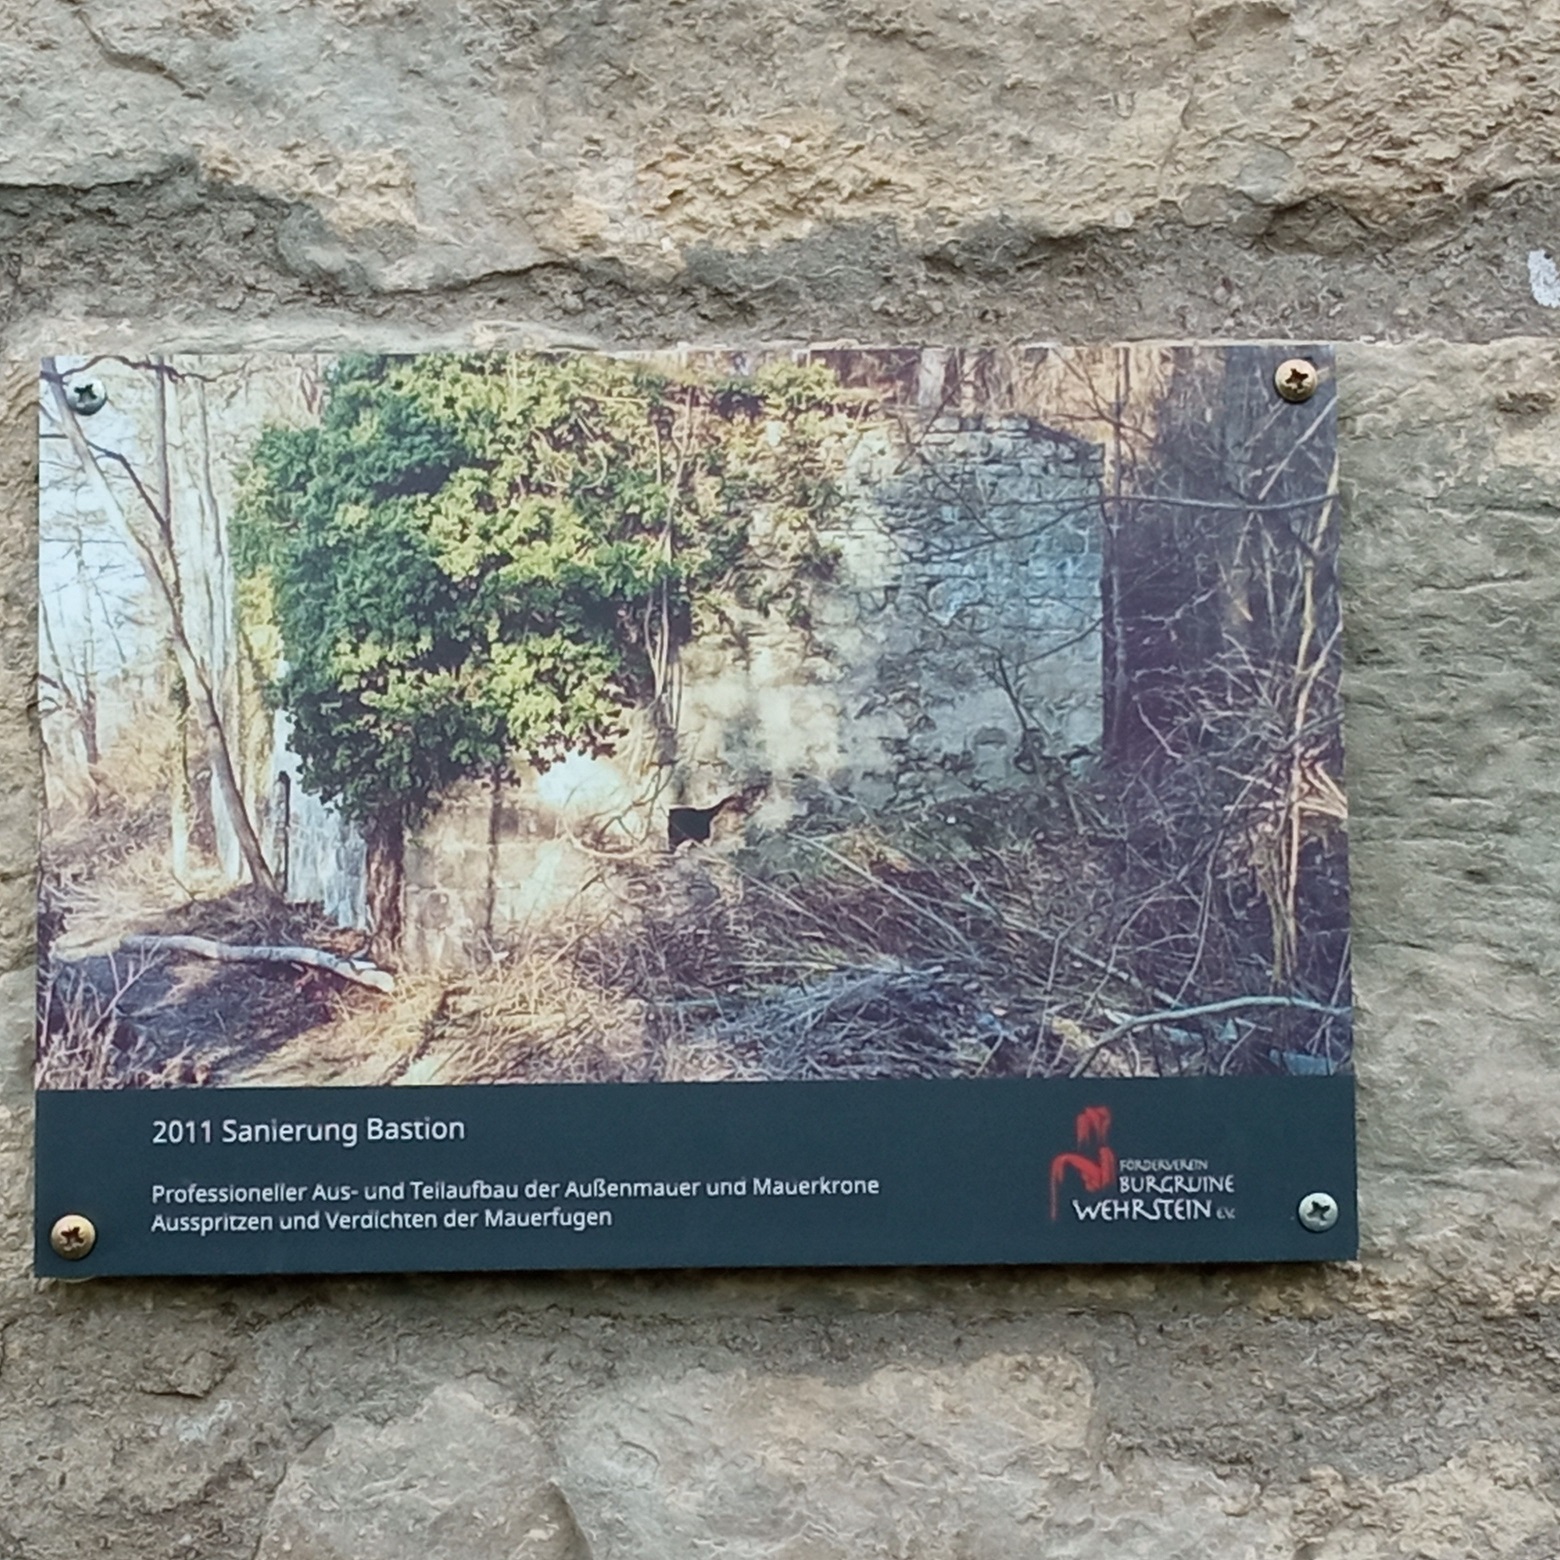 2011 Sanierung Bastion
Professioneller Aus- und Teilaufbau der Außenmauer und Mauerkrone
Ausspritzen und Verdichten der Mauerfugen
FÖRDERVEREIN
BURGRUINE
WEHRSTEIN e.V.